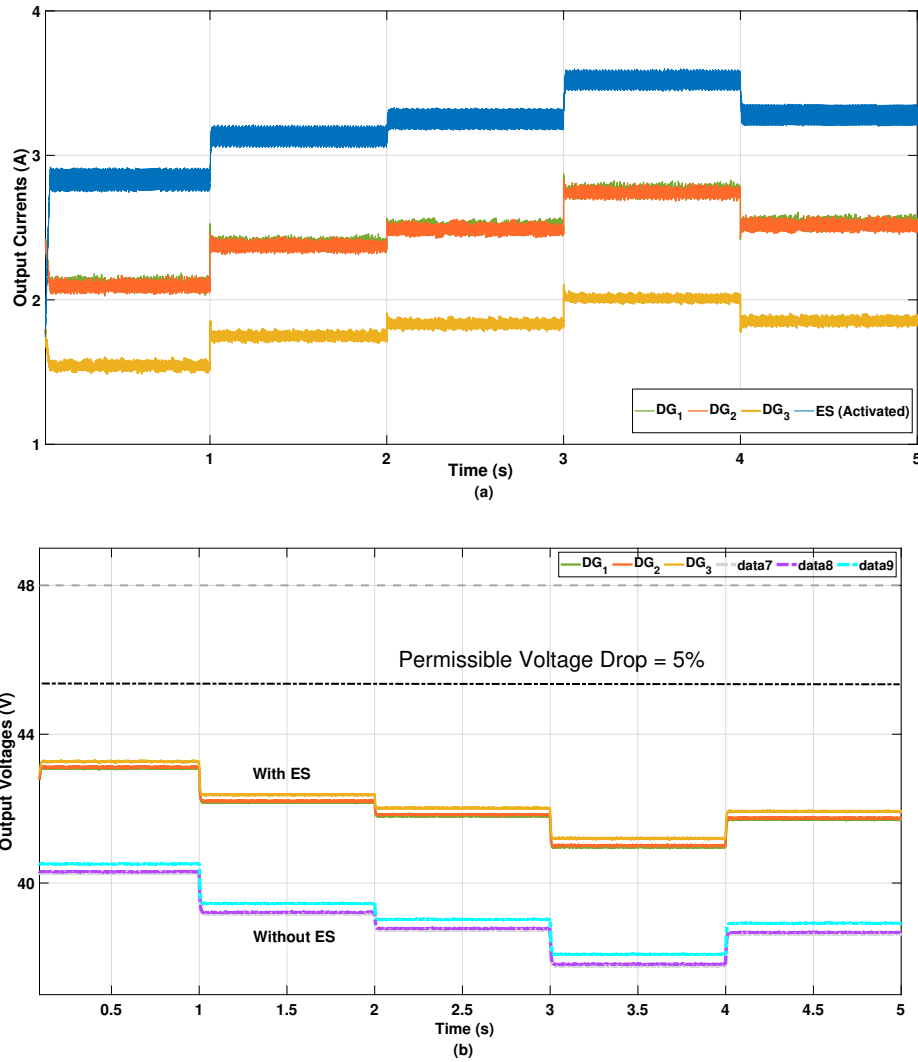 4
3
2
1
Output Currents (A)
DG1 DG2 DG3 ES (Activated)
1 2 3 4 5
Time (s)
(a)
DG1 DG2 DG3 data7 data8 data9
48
44
40
Output Voltages (V)
Permissible Voltage Drop = 5%
With ES
Without ES
0.5 1 1.5 2 2.5 3 3.5 4 4.5 5
Time (s)
(b)